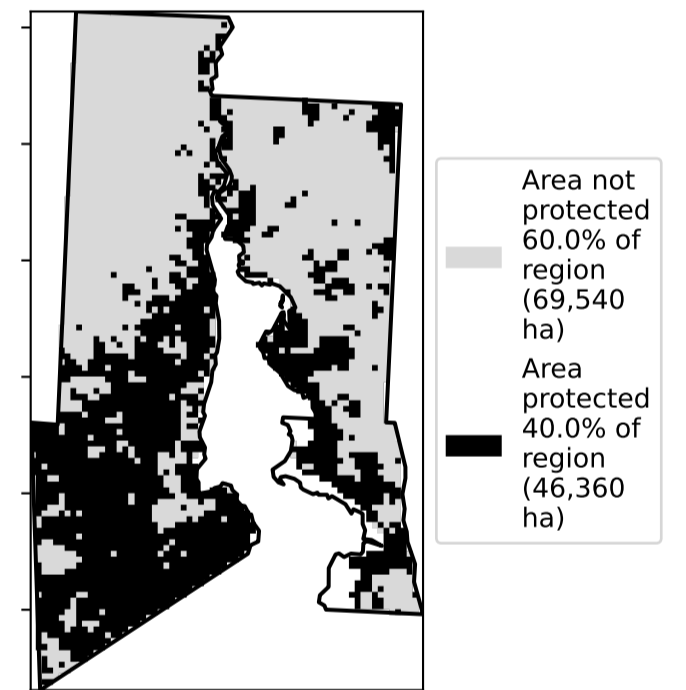 Area not
protected
60.0% of
region
(69,540
ha)
Area
protected
40.0% of
region
(46,360
ha)